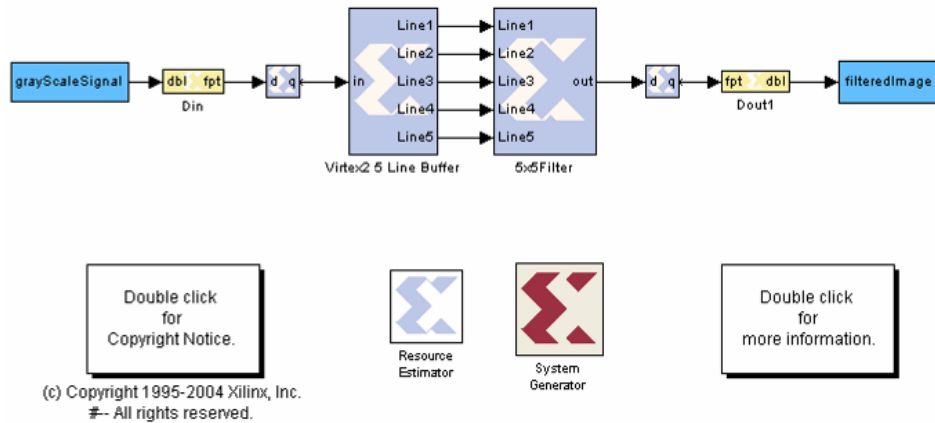 grayScaleSignal
dbl fpt
Din
d q
in
Line1
Line2
Line3
Line4
Line5
Virtex2 5 Line Buffer
Line1
Line2
Line3
Line4
Line5
out
5x5Filter
d q
fpt dbl
Dout1
filteredImage
Double click
for
Copyright Notice.
(c) Copyright 1995-2004 Xilinx, Inc.
#-- All rights reserved.
Resource
Estimator
System
Generator
Double click
for
more information.